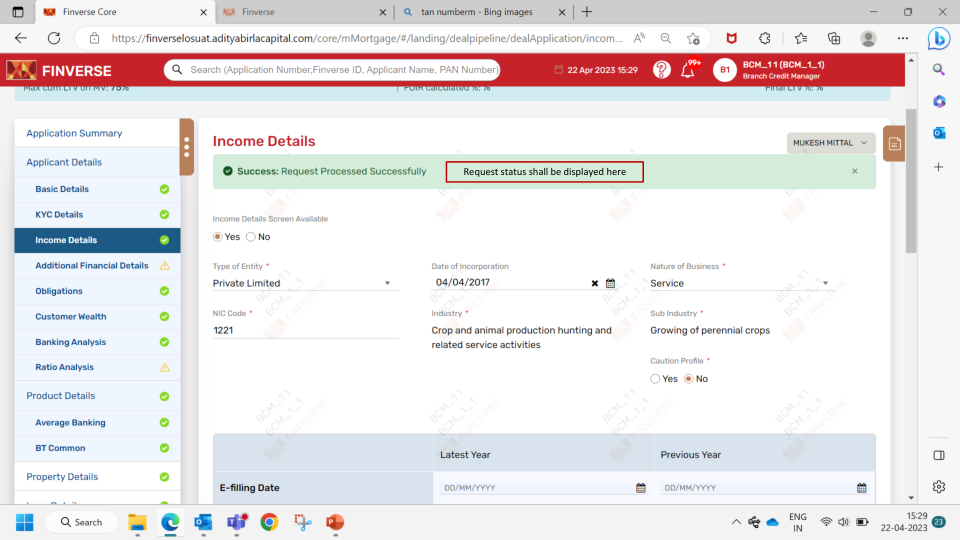 Finverse Core
Finverse
tan numberm - Bing images
https://finverselosuat.adityabirlacapital.com/core/mMortgage/#/landing/dealpipeline/dealApplication/incom...
FINVERSE
Search (Application Number,Finverse ID, Applicant Name, PAN Number)
22 Apr 2023 15:29
99+
B1
BCM_11 (BCM_1_1)
Branch Credit Manager
Max cum LTV on MV: 75%
FOIR calculated %: %
Final LTV %: %
Application Summary
Applicant Details
Basic Details
KYC Details
Income Details
Additional Financial Details
Obligations
Customer Wealth
Banking Analysis
Ratio Analysis
Product Details
Average Banking
BT Common
Property Details
Income Details
MUKESH MITTAL
Success: Request Processed Successfully
Request status shall be displayed here
Income Details Screen Available
Yes No
Type of Entity *
Private Limited
Date of Incorporation
04/04/2017
Nature of Business *
Service
NIC Code *
1221
Industry *
Crop and animal production hunting and
related service activities
Sub Industry *
Growing of perennial crops
Caution Profile *
Yes No
Latest Year
Previous Year
E-filling Date
DD/MM/YYYY
DD/MM/YYYY
BCM_11
BCM_1_1
FINVERSE
Search
ENG
IN
15:29
22-04-2023
23